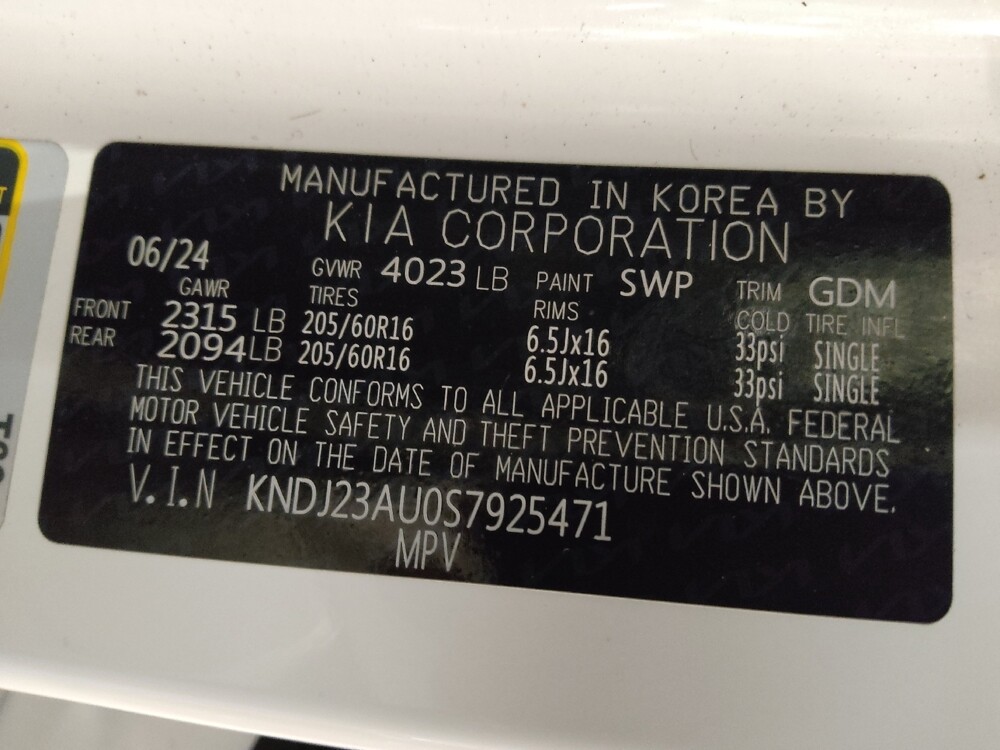 MANUFACTURED IN KOREA BY
KIA CORPORATION
06/24 GVWR 4023 LB PAINT SWP TRIM GDM
GAWR TIRES RIMS COLD TIRE INFL
FRONT 2315 LB 205/60R16 6.5Jx16 33psi SINGLE
REAR 2094LB 205/60R16 6.5Jx16 33psi SINGLE
THIS VEHICLE CONFORMS TO ALL APPLICABLE U.S.A. FEDERAL
MOTOR VEHICLE SAFETY AND THEFT PREVENTION STANDARDS
IN EFFECT ON THE DATE OF MANUFACTURE SHOWN ABOVE.
V.I.N KNDJ23AU0S7925471
MPV